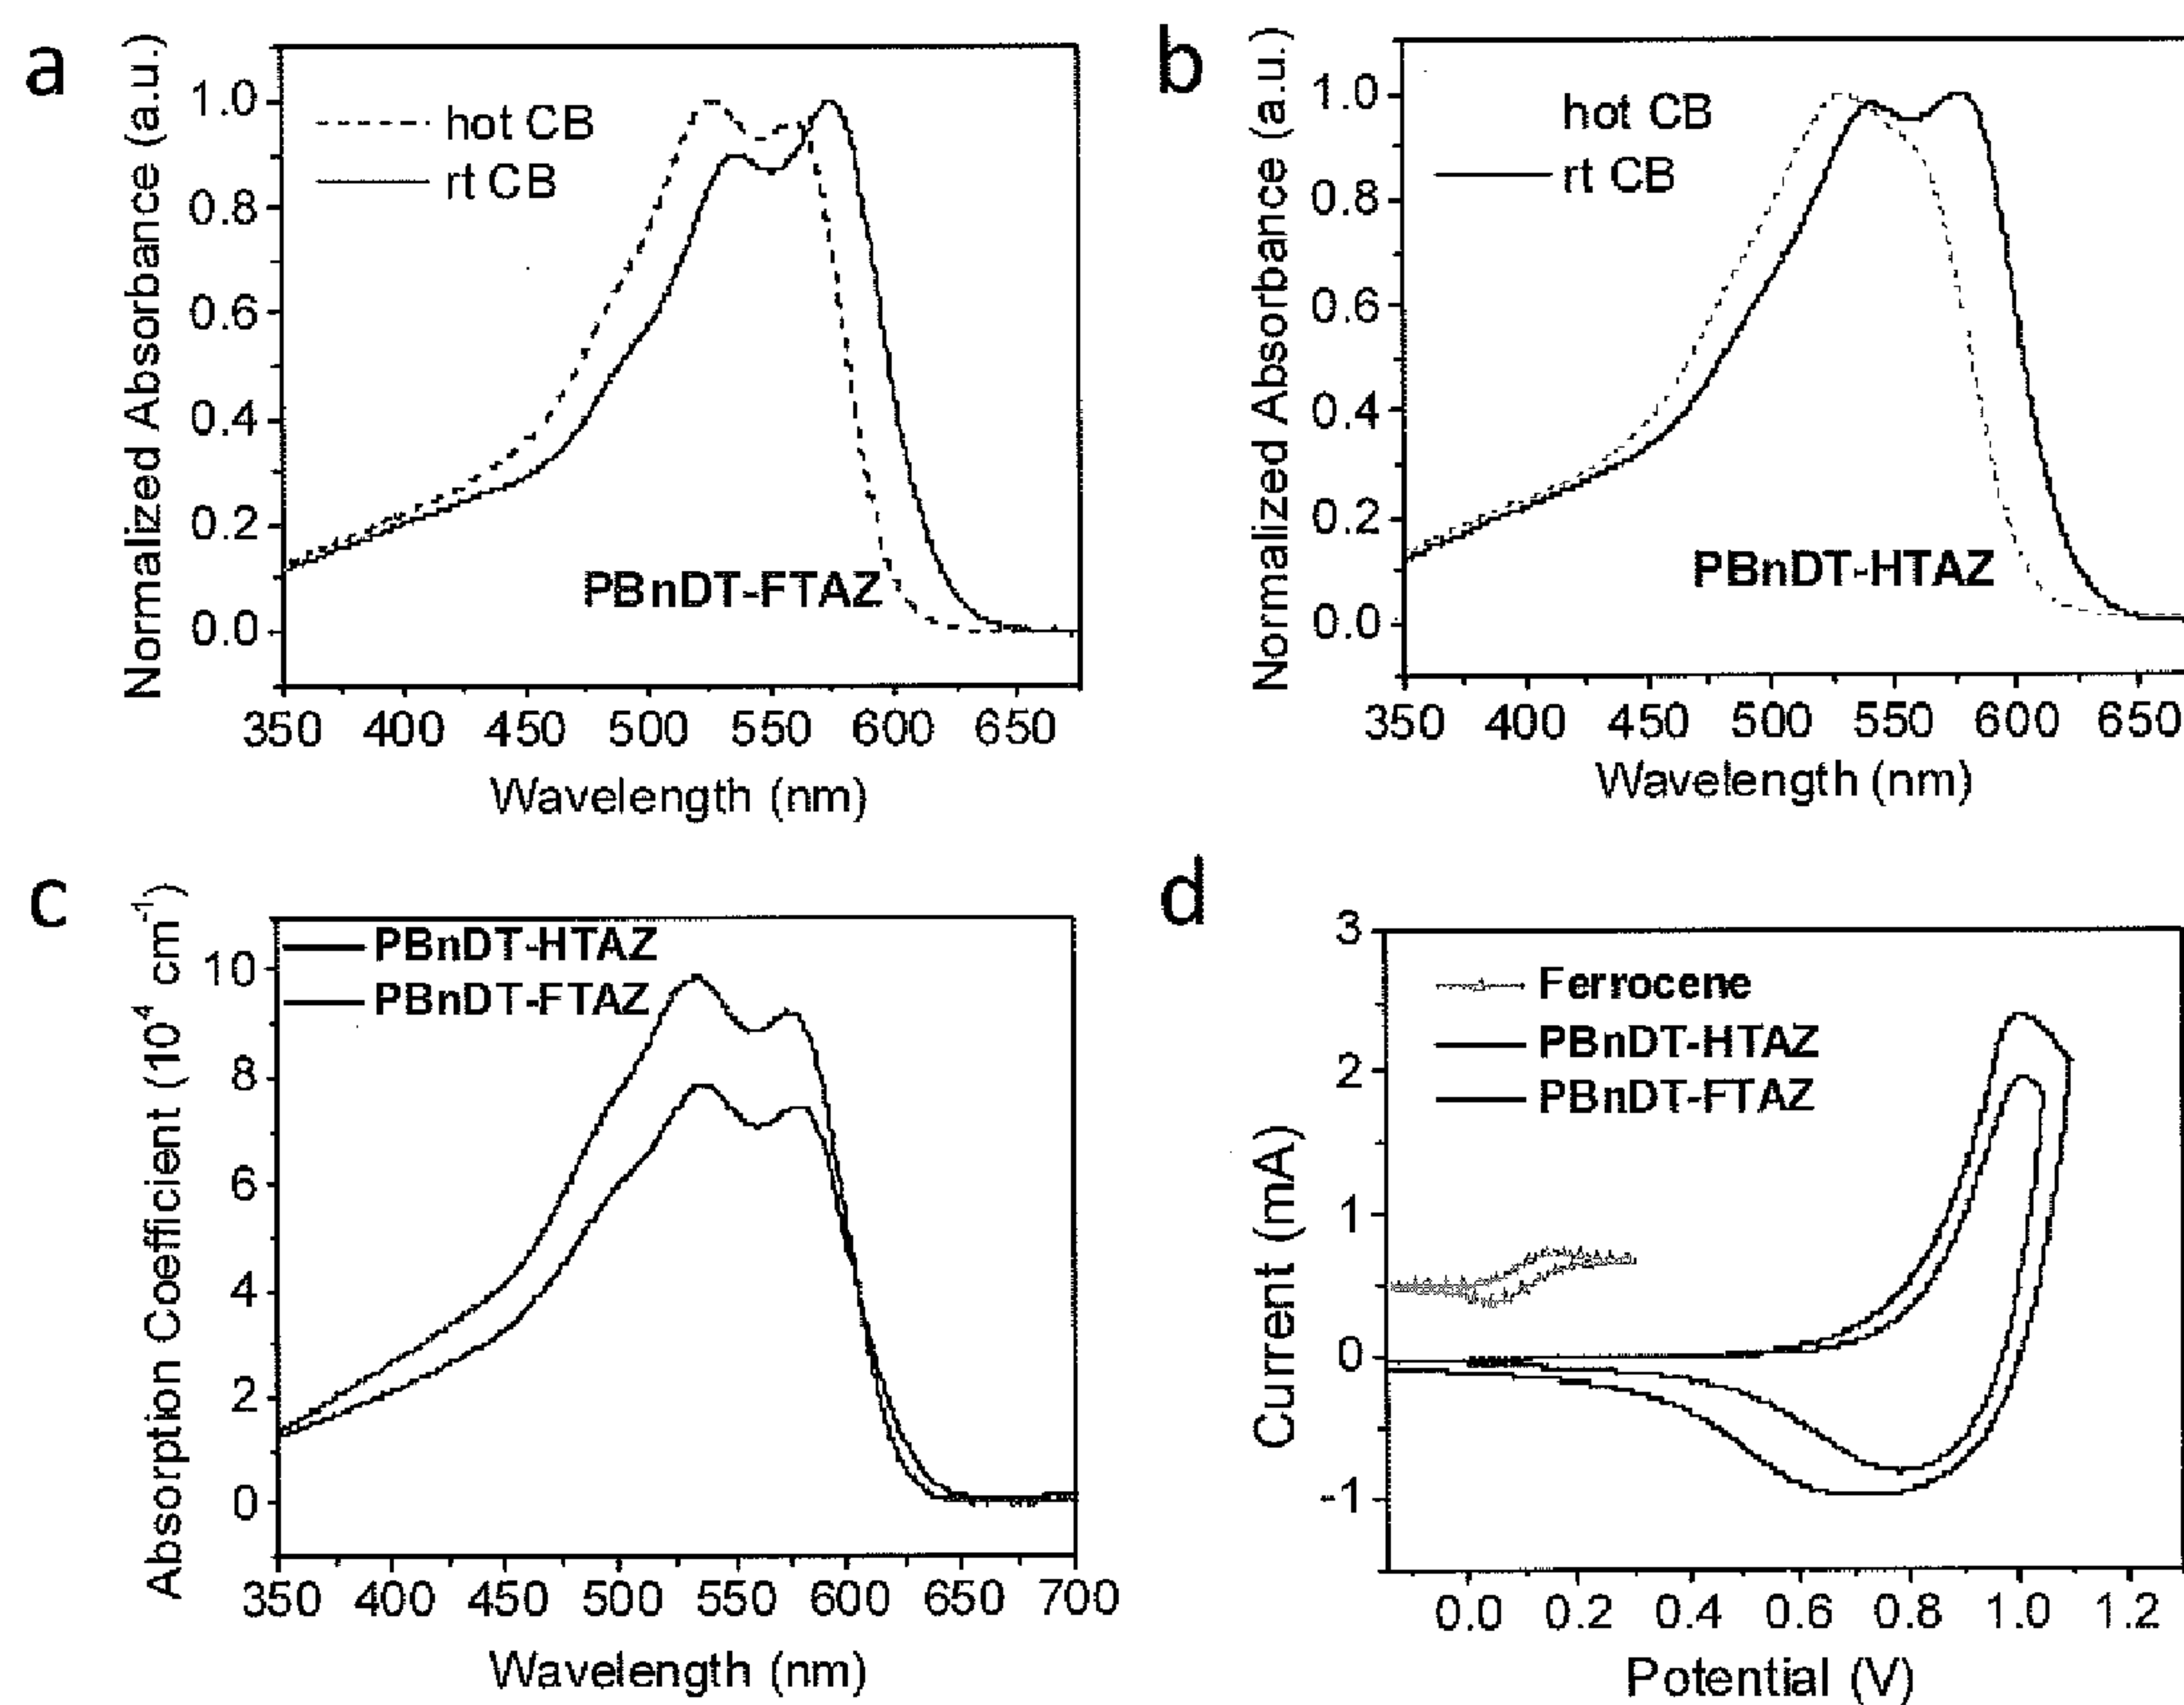 a
Normalized Absorbance (a.u.)
1.0
0.8
0.6
0.4
0.2
0.0
hot CB
rt CB
PBnDT-FTAZ
350 400 450 500 550 600 650
Wavelength (nm)
b
Normalized Absorbance (a.u.)
1.0
0.8
0.6
0.4
0.2
0.0
hot CB
rt CB
PBnDT-HTAZ
350 400 450 500 550 600 650
Wavelength (nm)
c
Absorption Coefficient (10⁴ cm⁻¹)
10
8
6
4
2
0
PBnDT-HTAZ
PBnDT-FTAZ
350 400 450 500 550 600 650 700
Wavelength (nm)
d
Current (mA)
3
2
1
0
-1
Ferrocene
PBnDT-HTAZ
PBnDT-FTAZ
0.0 0.2 0.4 0.6 0.8 1.0 1.2
Potential (V)